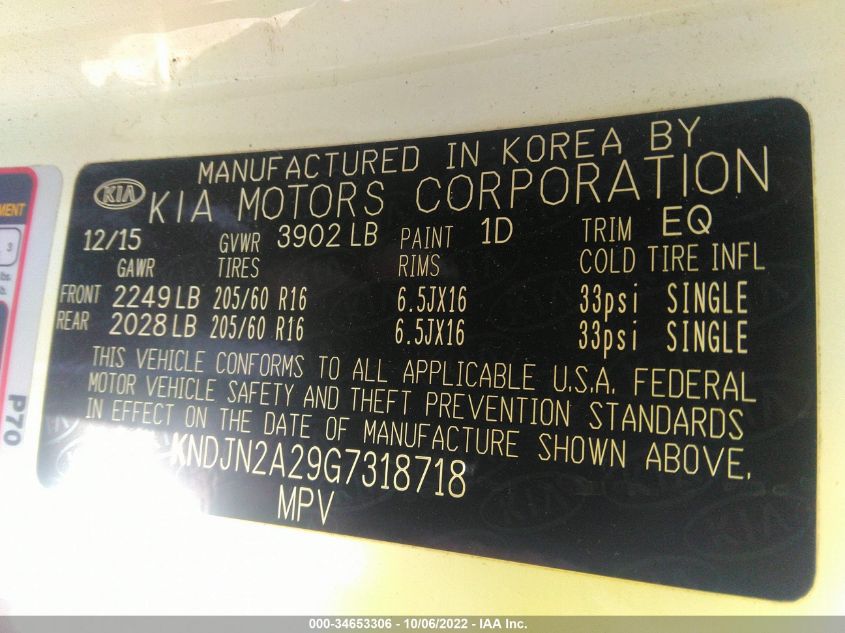 MANUFACTURED IN KOREA BY
KIA KIA MOTORS CORPORATION
12/15 GVWR 3902 LB PAINT 1D TRIM EQ
GAWR TIRES RIMS COLD TIRE INFL
FRONT 2249 LB 205/60 R16 6.5JX16 33psi SINGLE
REAR 2028 LB 205/60 R16 6.5JX16 33psi SINGLE
THIS VEHICLE CONFORMS TO ALL APPLICABLE U.S.A. FEDERAL
MOTOR VEHICLE SAFETY AND THEFT PREVENTION STANDARDS
IN EFFECT ON THE DATE OF MANUFACTURE SHOWN ABOVE.
KNDJN2A29G7318718
MPV
MENT
3
lbs.
P70
000-34653306 - 10/06/2022 - IAA Inc.